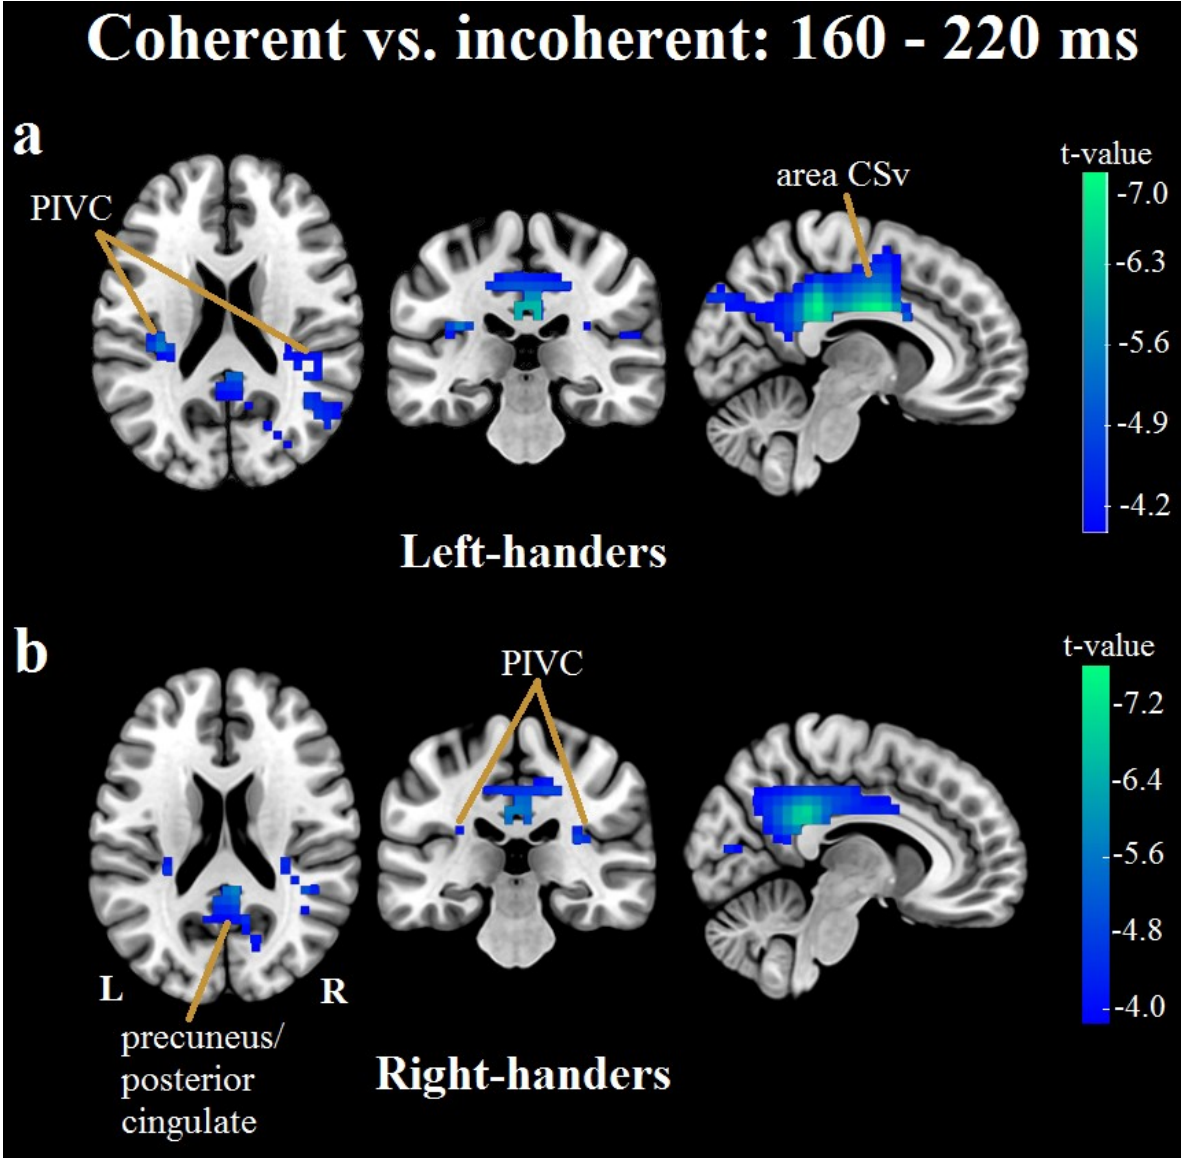 Coherent vs. incoherent: 160 - 220 ms
a
PIVC
area CSv
t-value
-7.0
-6.3
-5.6
-4.9
-4.2
Left-handers
b
PIVC
t-value
-7.2
-6.4
-5.6
-4.8
-4.0
L
R
precuneus/
posterior
cingulate
Right-handers